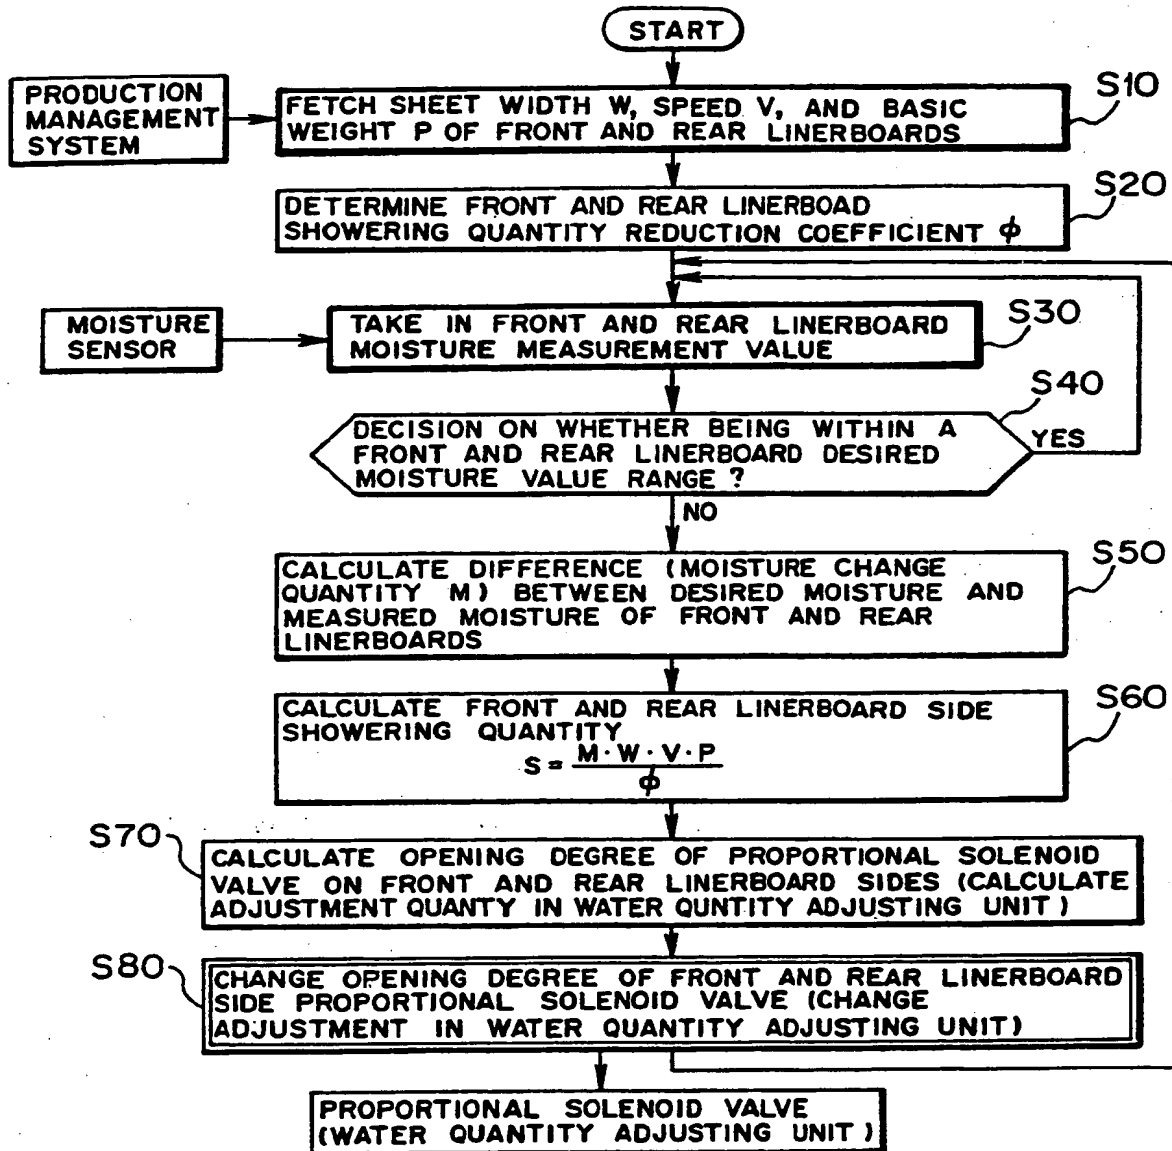 START
PRODUCTION
MANAGEMENT
SYSTEM
FETCH SHEET WIDTH W, SPEED V, AND BASIC
WEIGHT P OF FRONT AND REAR LINERBOARDS
S10
DETERMINE FRONT AND REAR LINERBOAD
SHOWERING QUANTITY REDUCTION COEFFICIENT ϕ
S20
MOISTURE
SENSOR
TAKE IN FRONT AND REAR LINERBOARD
MOISTURE MEASUREMENT VALUE
S30
DECISION ON WHETHER BEING WITHIN A
FRONT AND REAR LINERBOARD DESIRED
MOISTURE VALUE RANGE ?
S40
YES
NO
CALCULATE DIFFERENCE (MOISTURE CHANGE
QUANTITY M) BETWEEN DESIRED MOISTURE AND
MEASURED MOISTURE OF FRONT AND REAR
LINERBOARDS
S50
CALCULATE FRONT AND REAR LINERBOARD SIDE
SHOWERING QUANTITY
S = M · W · V · P / ϕ
S60
S70
CALCULATE OPENING DEGREE OF PROPORTIONAL SOLENOID
VALVE ON FRONT AND REAR LINERBOARD SIDES (CALCULATE
ADJUSTMENT QUANTY IN WATER QUNTITY ADJUSTING UNIT)
S80
CHANGE OPENING DEGREE OF FRONT AND REAR LINERBOARD
SIDE PROPORTIONAL SOLENOID VALVE (CHANGE
ADJUSTMENT IN WATER QUANTITY ADJUSTING UNIT)
PROPORTIONAL SOLENOID VALVE
(WATER QUANTITY ADJUSTING UNIT)